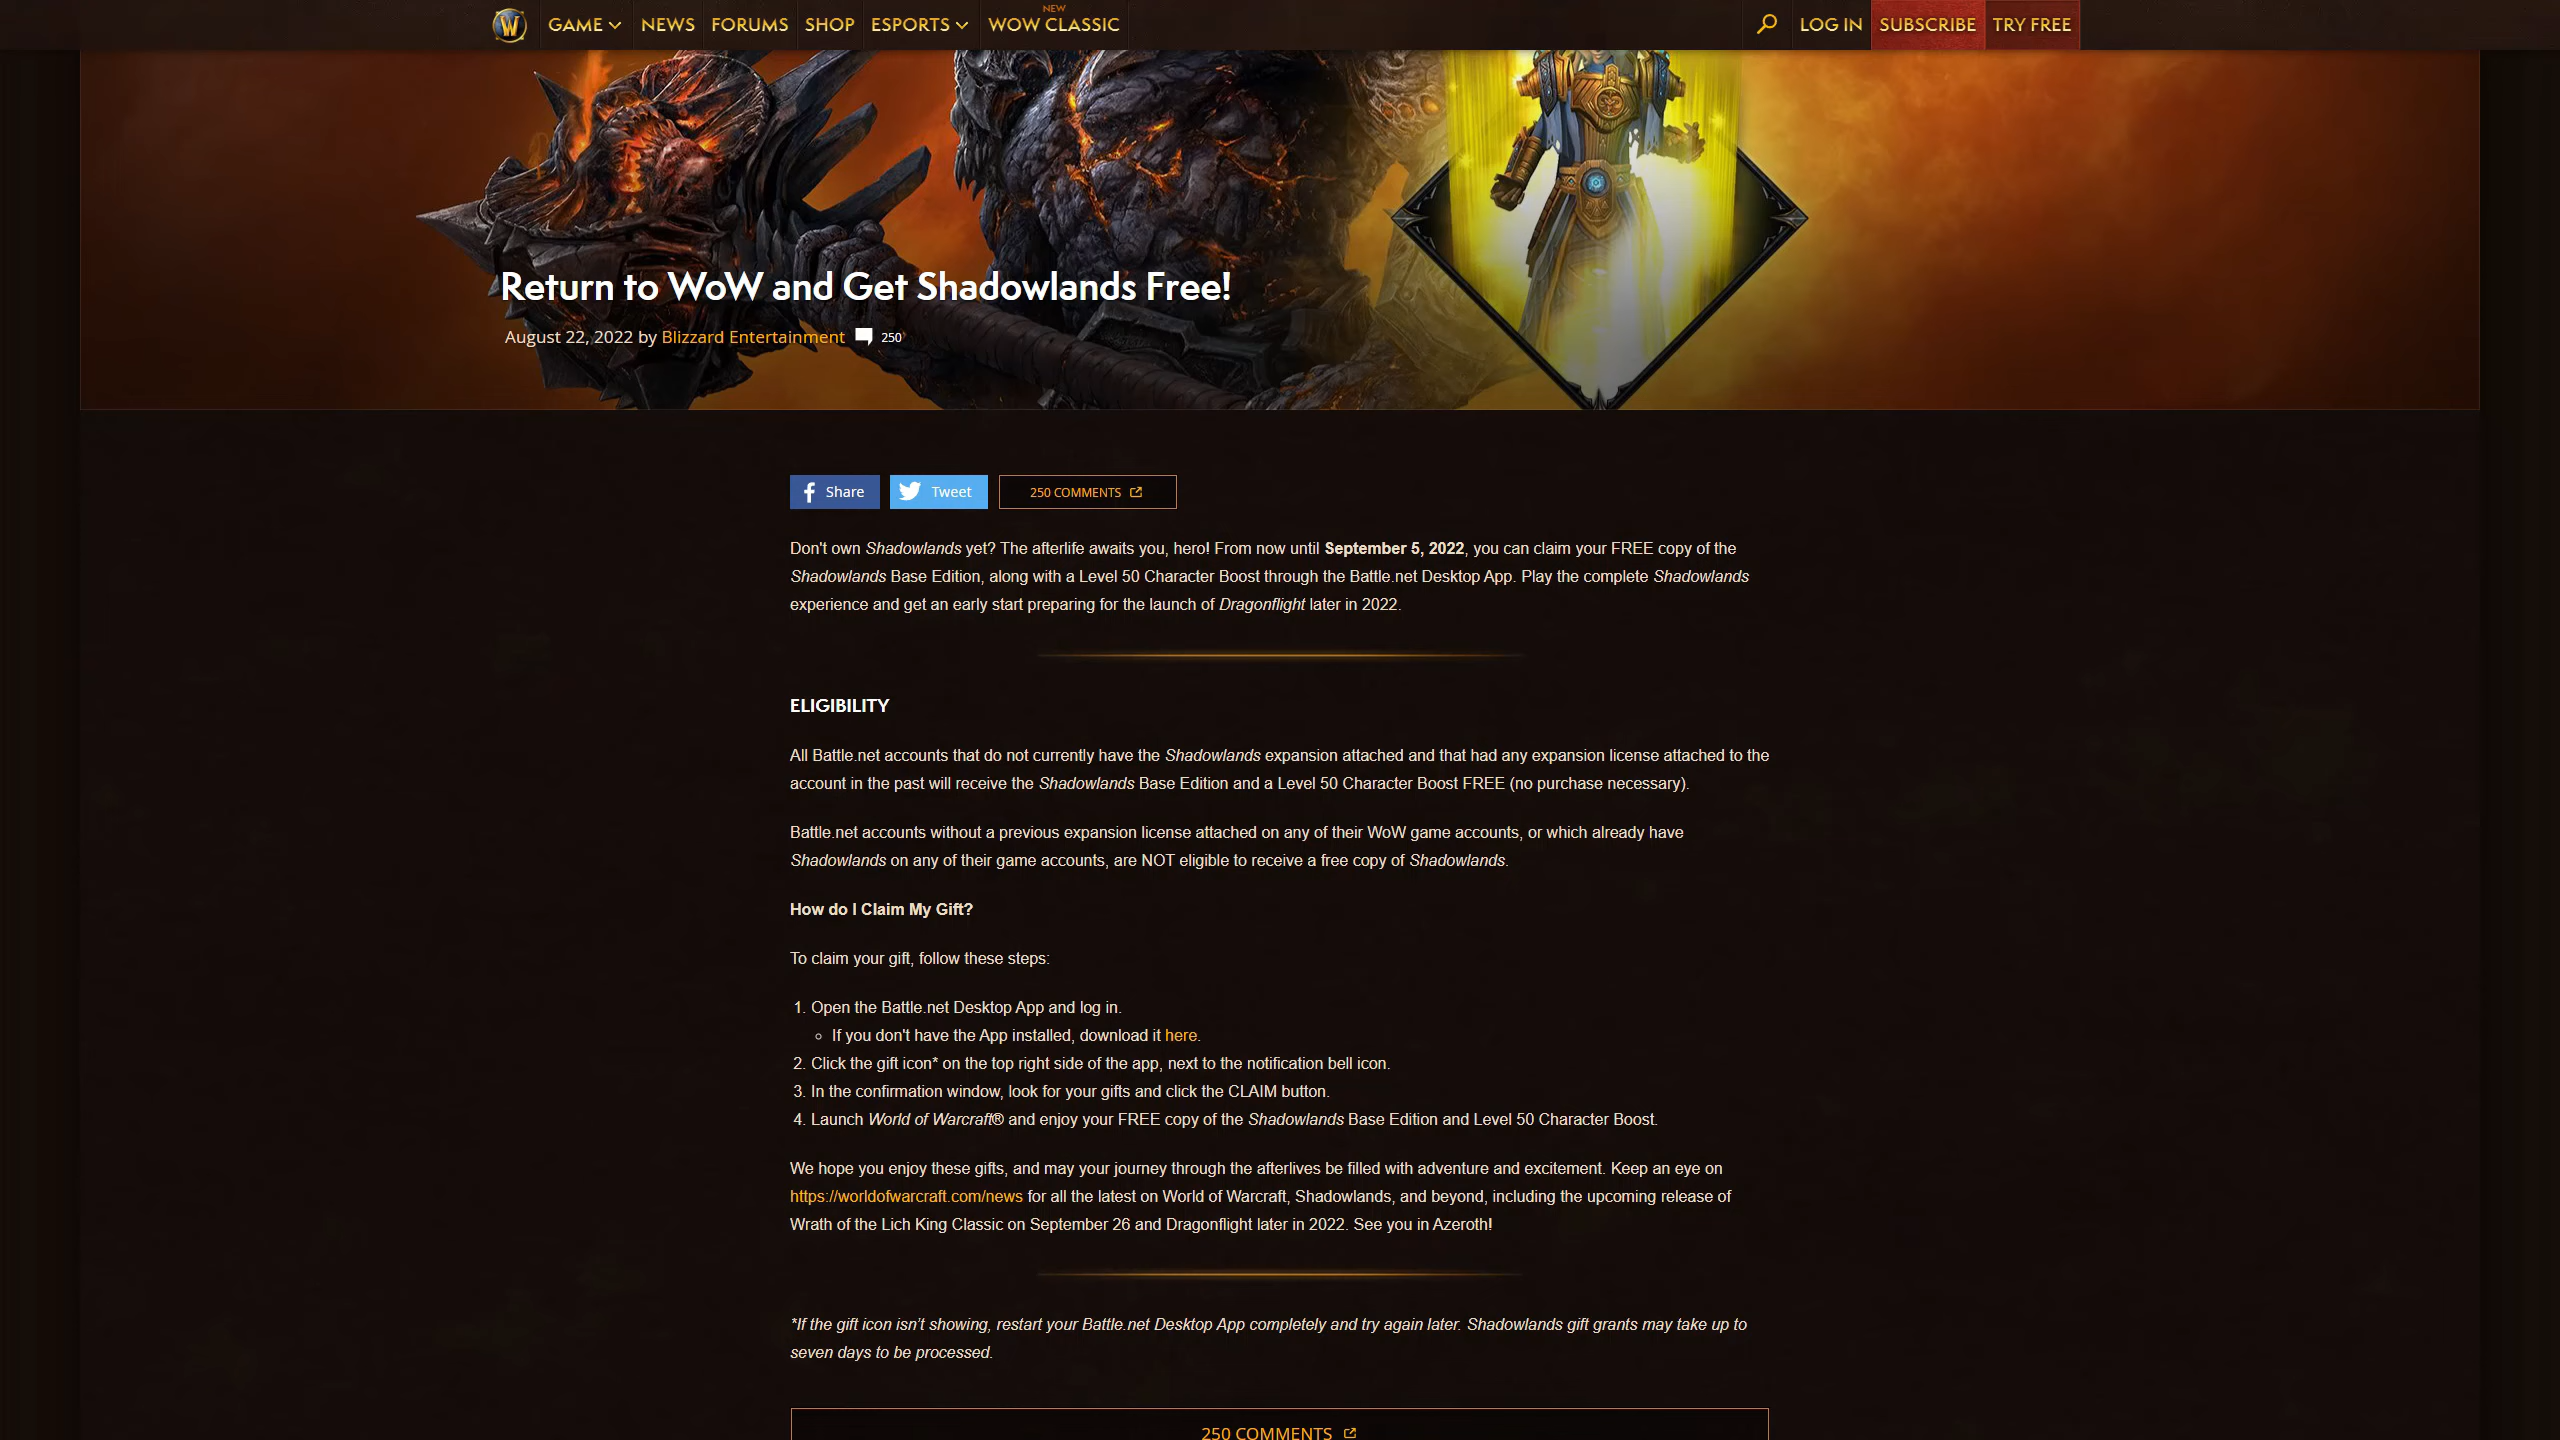 GAME NEWS FORUMS SHOP ESPORTS NEW WOW CLASSIC LOG IN SUBSCRIBE TRY FREE
Return to WoW and Get Shadowlands Free!
August 22, 2022 by Blizzard Entertainment 250
Share Tweet 250 COMMENTS
Don't own Shadowlands yet? The afterlife awaits you, hero! From now until September 5, 2022, you can claim your FREE copy of the
Shadowlands Base Edition, along with a Level 50 Character Boost through the Battle.net Desktop App. Play the complete Shadowlands
experience and get an early start preparing for the launch of Dragonflight later in 2022.
ELIGIBILITY
All Battle.net accounts that do not currently have the Shadowlands expansion attached and that had any expansion license attached to the
account in the past will receive the Shadowlands Base Edition and a Level 50 Character Boost FREE (no purchase necessary).
Battle.net accounts without a previous expansion license attached on any of their WoW game accounts, or which already have
Shadowlands on any of their game accounts, are NOT eligible to receive a free copy of Shadowlands.
How do I Claim My Gift?
To claim your gift, follow these steps:
1. Open the Battle.net Desktop App and log in.
If you don't have the App installed, download it here.
2. Click the gift icon* on the top right side of the app, next to the notification bell icon.
3. In the confirmation window, look for your gifts and click the CLAIM button.
4. Launch World of Warcraft® and enjoy your FREE copy of the Shadowlands Base Edition and Level 50 Character Boost.
We hope you enjoy these gifts, and may your journey through the afterlives be filled with adventure and excitement. Keep an eye on
https://worldofwarcraft.com/news for all the latest on World of Warcraft, Shadowlands, and beyond, including the upcoming release of
Wrath of the Lich King Classic on September 26 and Dragonflight later in 2022. See you in Azeroth!
*If the gift icon isn’t showing, restart your Battle.net Desktop App completely and try again later. Shadowlands gift grants may take up to
seven days to be processed.
250 COMMENTS